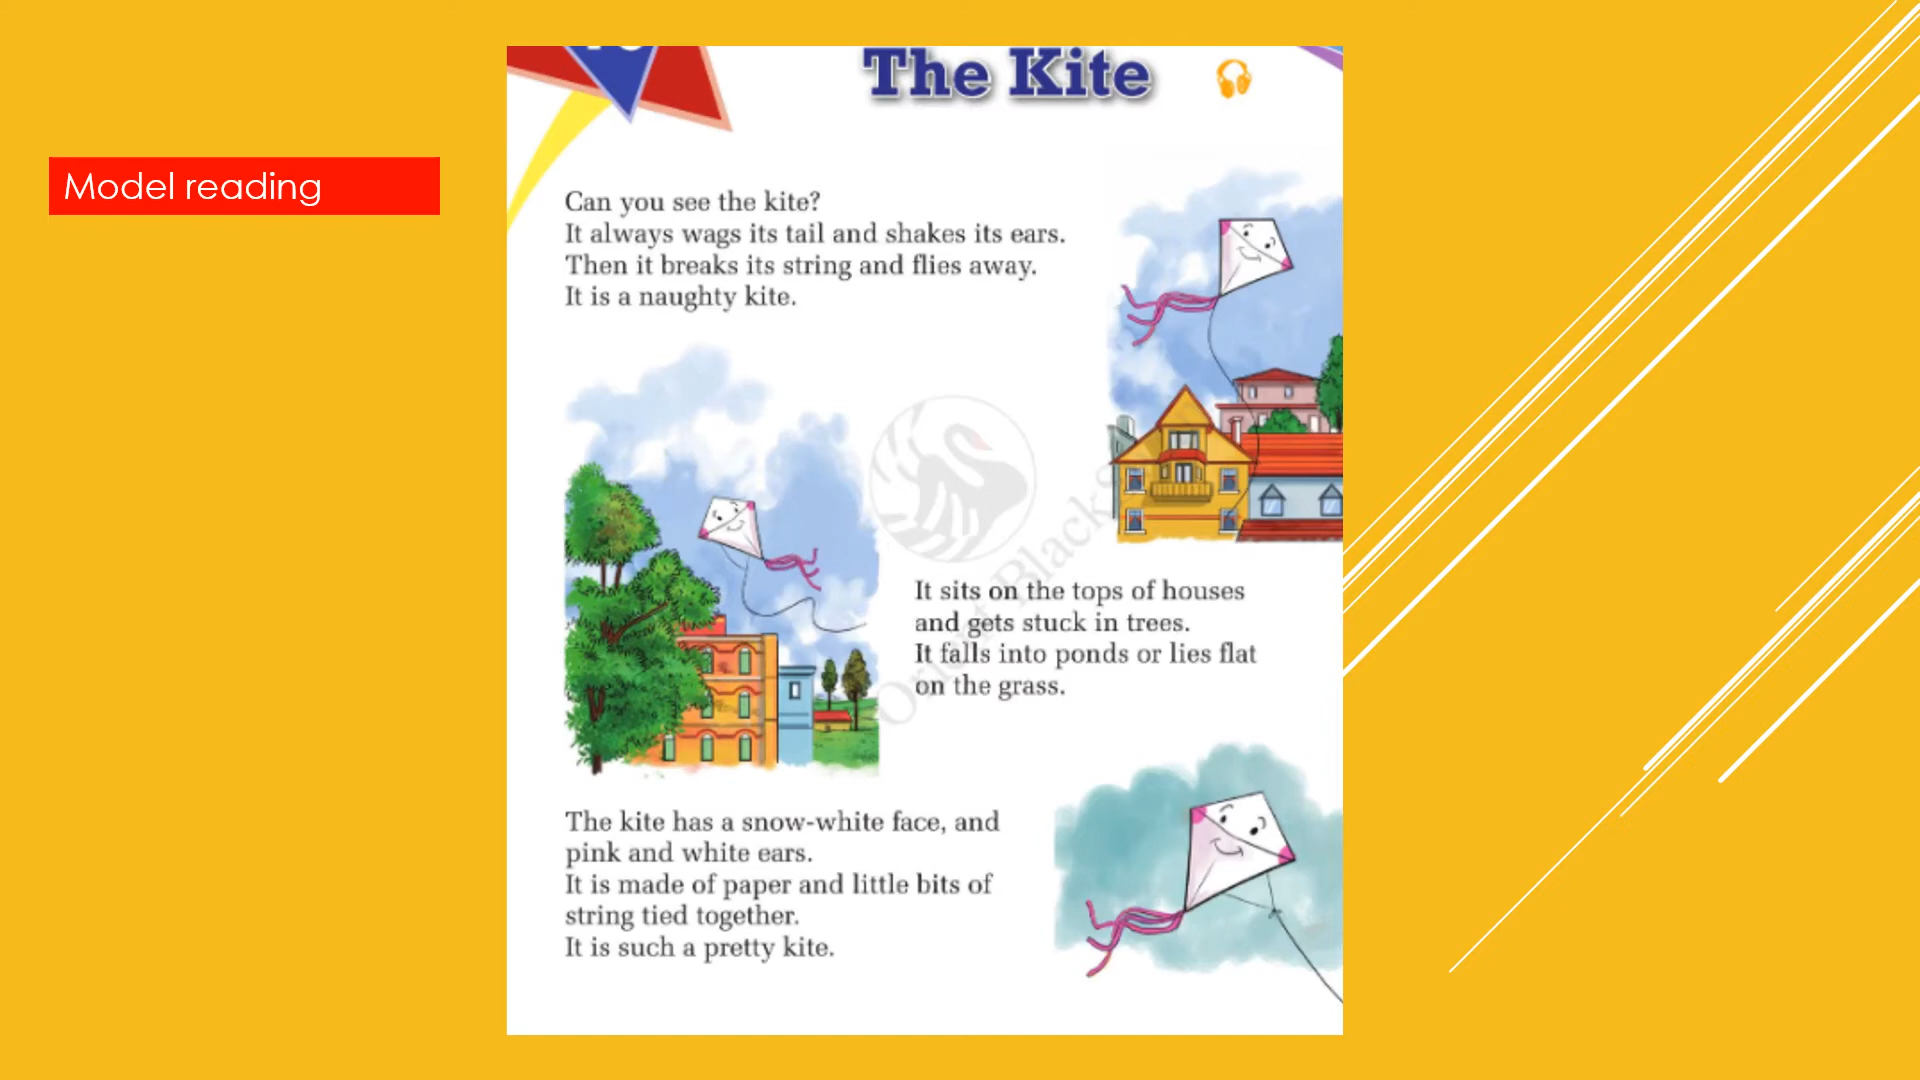 The Kite
Model reading
Can you see the kite?
It always wags its tail and shakes its ears.
Then it breaks its string and flies away.
It is a naughty kite.
It sits on the tops of houses
and gets stuck in trees.
It falls into ponds or lies flat
on the grass.
The kite has a snow-white face, and
pink and white ears.
It is made of paper and little bits of
string tied together.
It is such a pretty kite.